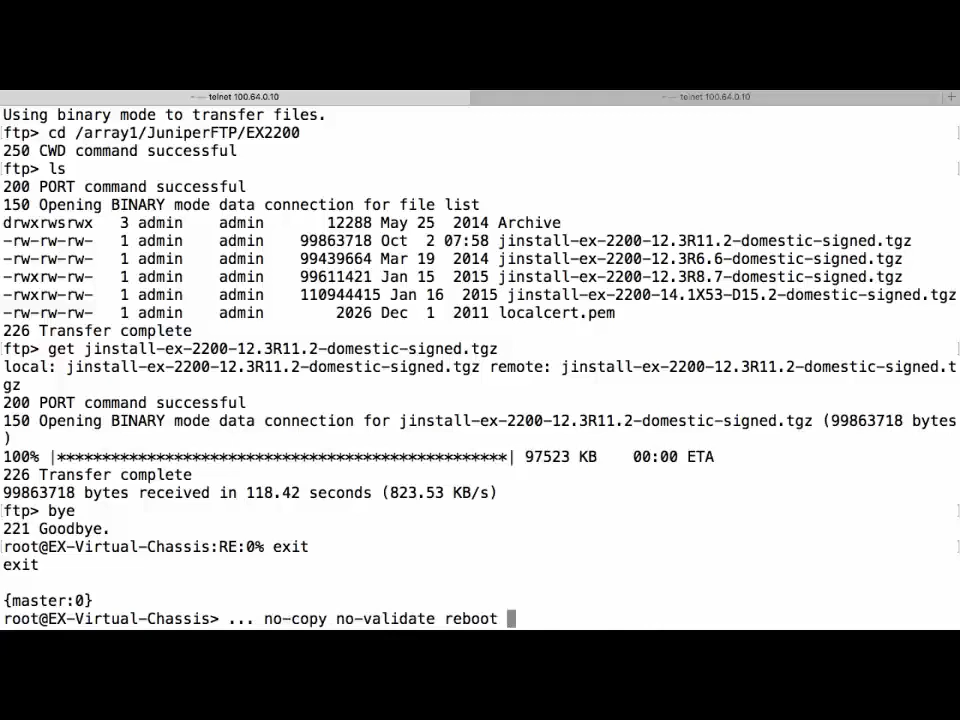 ~ — telnet 100.64.0.10
~ — telnet 100.64.0.10
+
Using binary mode to transfer files.
ftp> cd /array1/JuniperFTP/EX2200
250 CWD command successful
ftp> ls
200 PORT command successful
150 Opening BINARY mode data connection for file list
drwxrwsrwx   3 admin    admin       12288 May 25  2014 Archive
-rw-rw-rw-   1 admin    admin    99863718 Oct  2 07:58 jinstall-ex-2200-12.3R11.2-domestic-signed.tgz
-rw-rw-rw-   1 admin    admin    99439664 Mar 19  2014 jinstall-ex-2200-12.3R6.6-domestic-signed.tgz
-rwxrw-rw-   1 admin    admin    99611421 Jan 15  2015 jinstall-ex-2200-12.3R8.7-domestic-signed.tgz
-rwxrw-rw-   1 admin    admin    110944415 Jan 16  2015 jinstall-ex-2200-14.1X53-D15.2-domestic-signed.tgz
-rw-rw-rw-   1 admin    admin        2026 Dec  1  2011 localcert.pem
226 Transfer complete
ftp> get jinstall-ex-2200-12.3R11.2-domestic-signed.tgz
local: jinstall-ex-2200-12.3R11.2-domestic-signed.tgz remote: jinstall-ex-2200-12.3R11.2-domestic-signed.t
gz
200 PORT command successful
150 Opening BINARY mode data connection for jinstall-ex-2200-12.3R11.2-domestic-signed.tgz (99863718 bytes
)
100% |**************************************************| 97523 KB    00:00 ETA
226 Transfer complete
99863718 bytes received in 118.42 seconds (823.53 KB/s)
ftp> bye
221 Goodbye.
root@EX-Virtual-Chassis:RE:0% exit
exit
{master:0}
root@EX-Virtual-Chassis> ... no-copy no-validate reboot